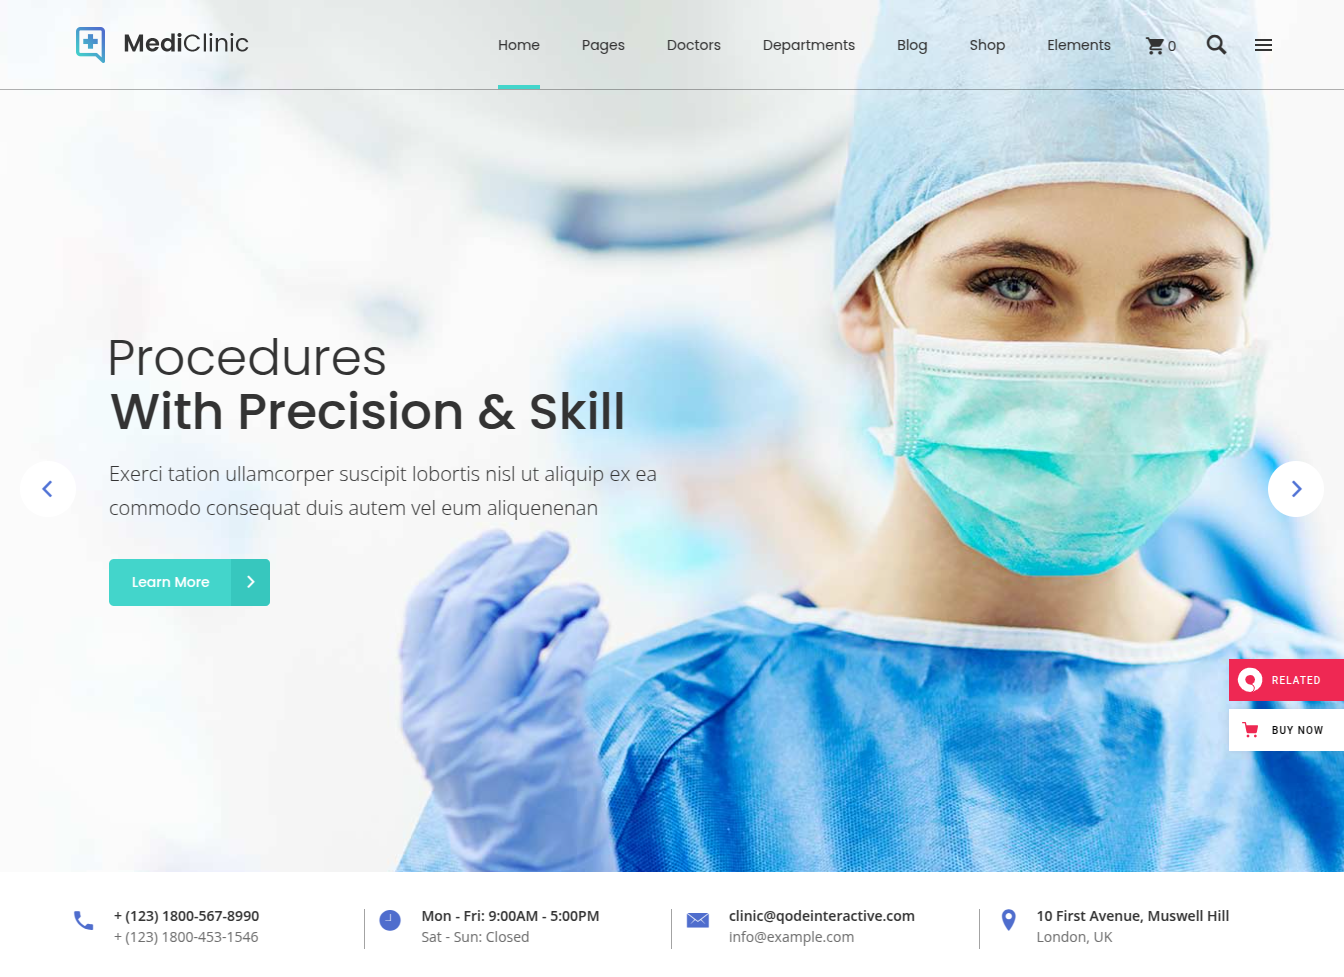 MediClinic
Home
Pages
Doctors
Departments
Blog
Shop
Elements
0
Procedures
With Precision & Skill
Exerci tation ullamcorper suscipit lobortis nisl ut aliquip ex ea
commodo consequat duis autem vel eum aliquenenan
Learn More
RELATED
BUY NOW
+ (123) 1800-567-8990
+ (123) 1800-453-1546
Mon - Fri: 9:00AM - 5:00PM
Sat - Sun: Closed
clinic@qodeinteractive.com
info@example.com
10 First Avenue, Muswell Hill
London, UK